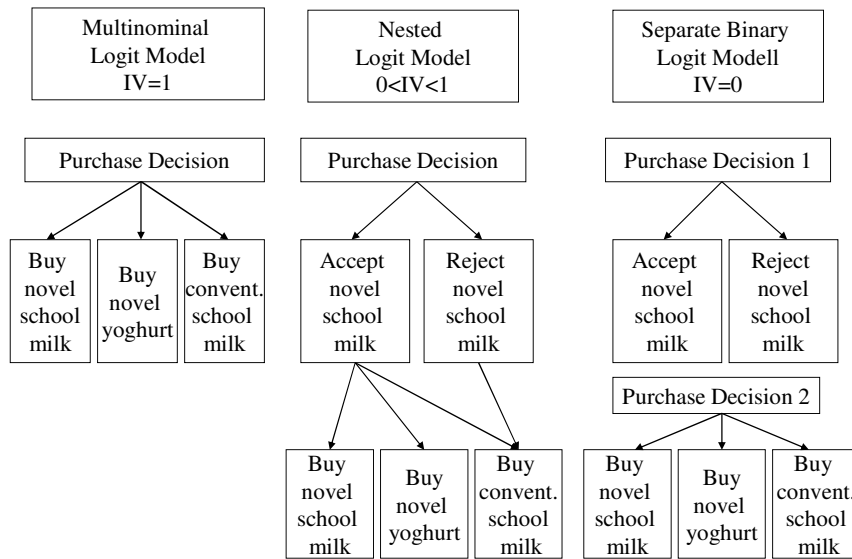 Multinominal
Logit Model
IV=1
Nested
Logit Model
0<IV<1
Separate Binary
Logit Modell
IV=0
Purchase Decision
Purchase Decision
Purchase Decision 1
Buy
novel
school
milk
Buy
novel
yoghurt
Buy
convent.
school
milk
Accept
novel
school
milk
Reject
novel
school
milk
Accept
novel
school
milk
Reject
novel
school
milk
Purchase Decision 2
Buy
novel
school
milk
Buy
novel
yoghurt
Buy
convent.
school
milk
Buy
novel
school
milk
Buy
novel
yoghurt
Buy
convent.
school
milk